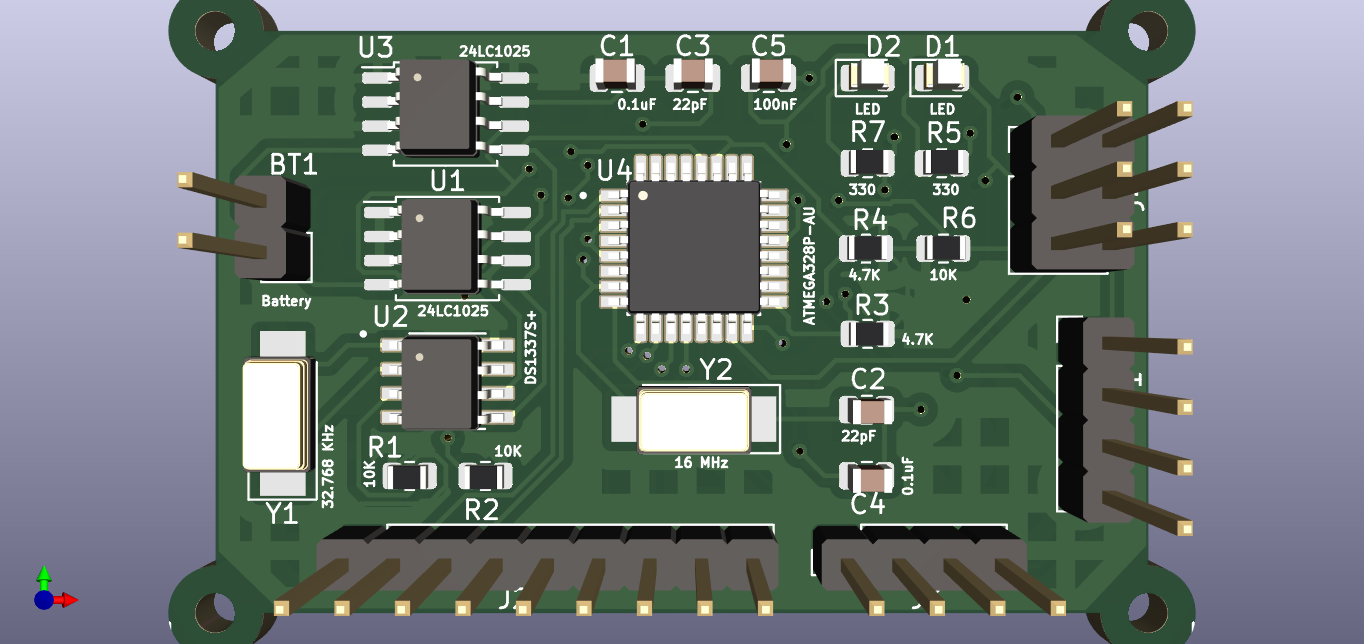 U3
24LC1025
C1
C3
C5
D2
D1
0.1uF
22pF
100nF
LED
LED
R7
R5
BT1
U4
U1
330
330
R4
R6
ATMEGA328P-AU
4.7K
10K
Battery
24LC1025
U2
DS1337S+
R3
4.7K
Y2
C2
22pF
R1
10K
10K
16 MHz
32.768 KHz
0.1uF
C4
R2
Y1